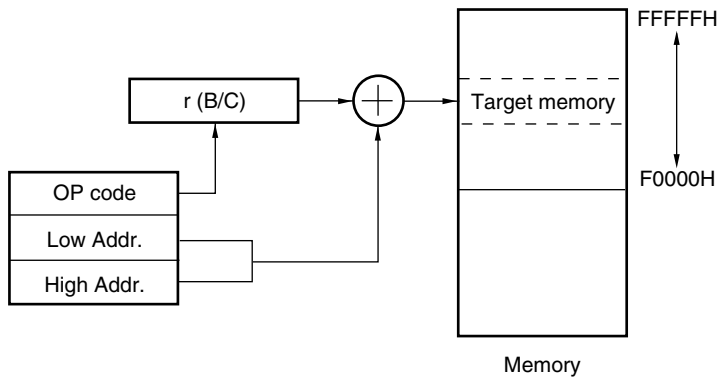 FFFFFH
r (B/C)
Target memory
OP code
F0000H
Low Addr.
High Addr.
Memory